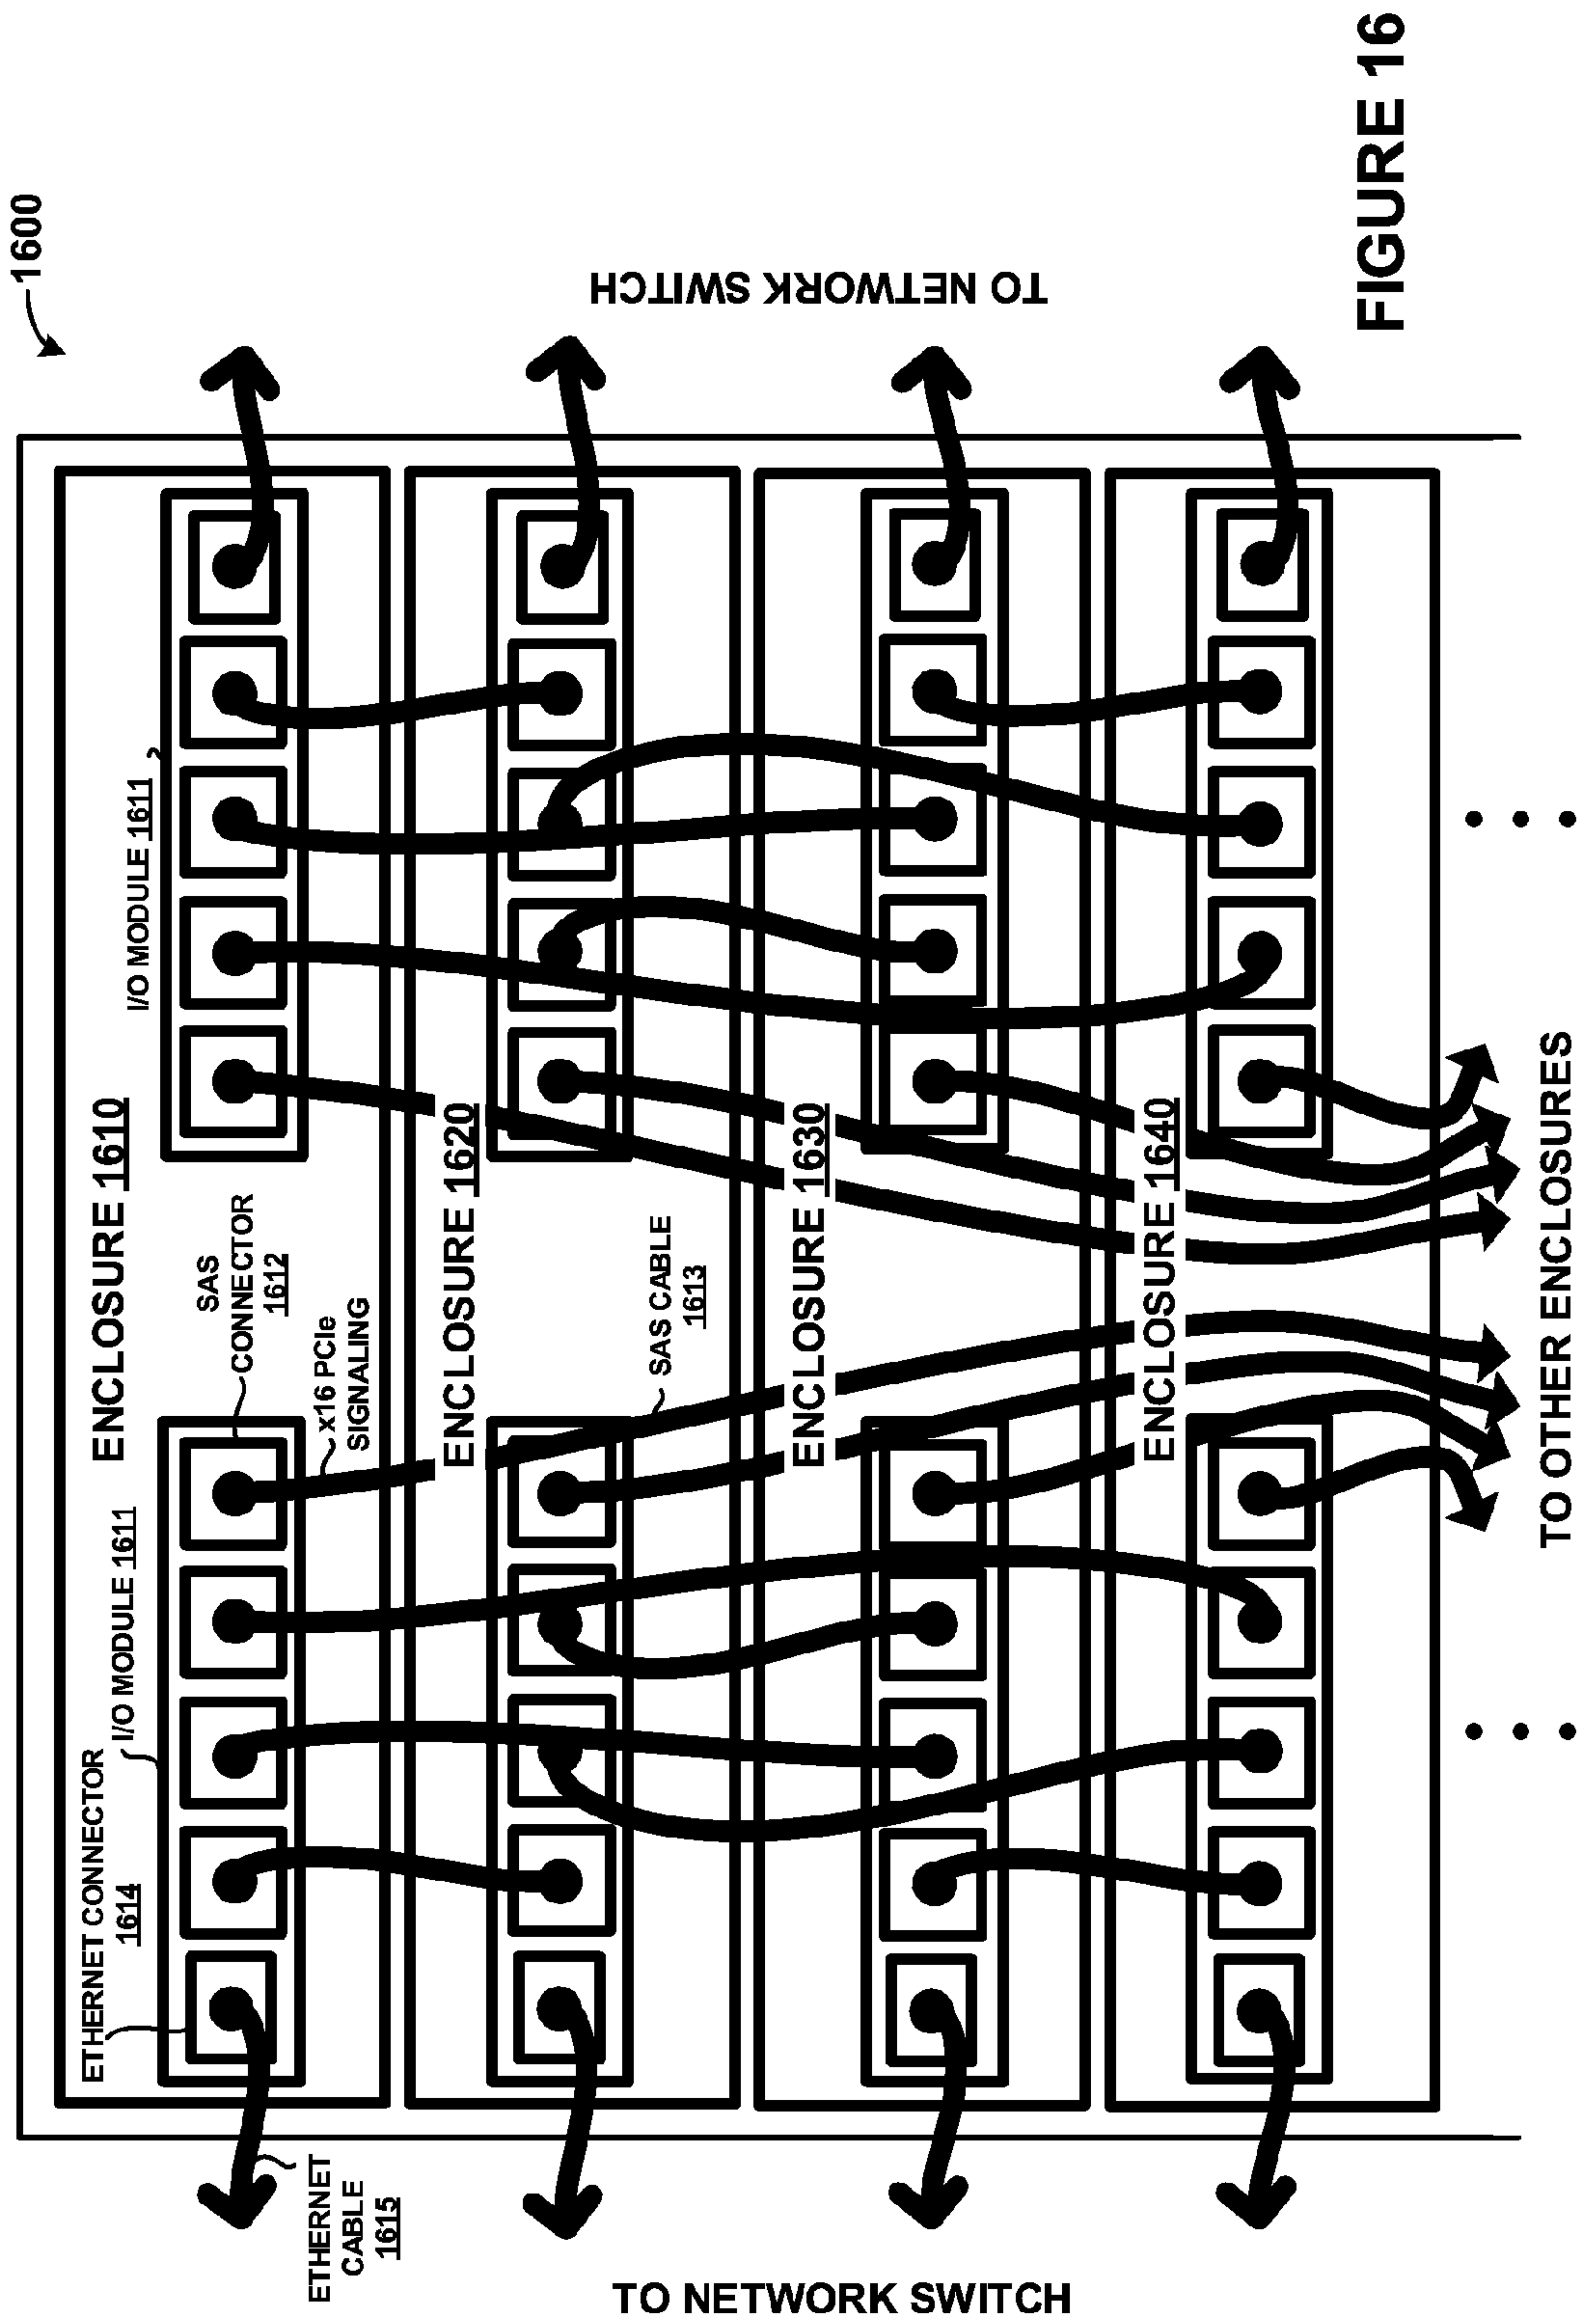 1600
ENCLOSURE 1610
ETHERNET CONNECTOR
1614
I/O MODULE 1611
SAS
CONNECTOR
1612
I/O MODULE 1611
x16 PCIe
SIGNALING
ETHERNET
CABLE
1615
ENCLOSURE 1620
SAS CABLE
1613
ENCLOSURE 1630
ENCLOSURE 1640
TO NETWORK SWITCH
TO NETWORK SWITCH
TO OTHER ENCLOSURES
FIGURE 16